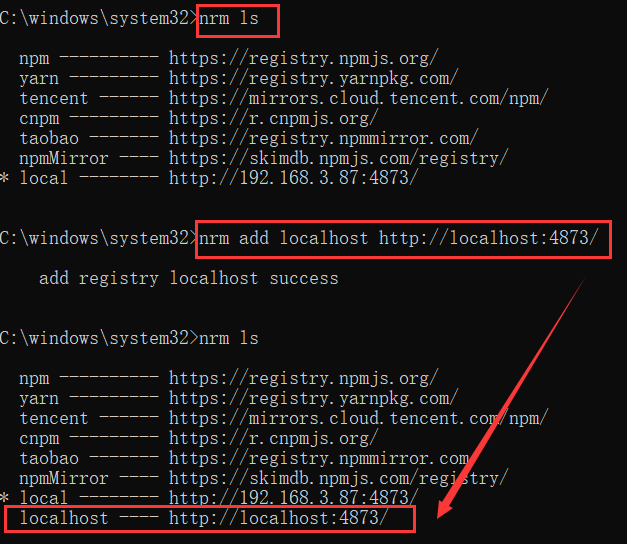 C:\windows\system32>nrm ls
npm ---------- https://registry.npmjs.org/
yarn --------- https://registry.yarnpkg.com/
tencent ------ https://mirrors.cloud.tencent.com/npm/
cnpm --------- https://r.cnpmjs.org/
taobao ------- https://registry.npmmirror.com/
npmMirror ---- https://skimdb.npmjs.com/registry/
* local -------- http://192.168.3.87:4873/
C:\windows\system32>nrm add localhost http://localhost:4873/
add registry localhost success
C:\windows\system32>nrm ls
npm ---------- https://registry.npmjs.org/
yarn --------- https://registry.yarnpkg.com/
tencent ------ https://mirrors.cloud.tencent.com/npm/
cnpm --------- https://r.cnpmjs.org/
taobao ------- https://registry.npmmirror.com
npmMirror ---- https://skimdb.npmjs.com/registry/
* local -------- http://192.168.3.87:4873/
localhost ---- http://localhost:4873/